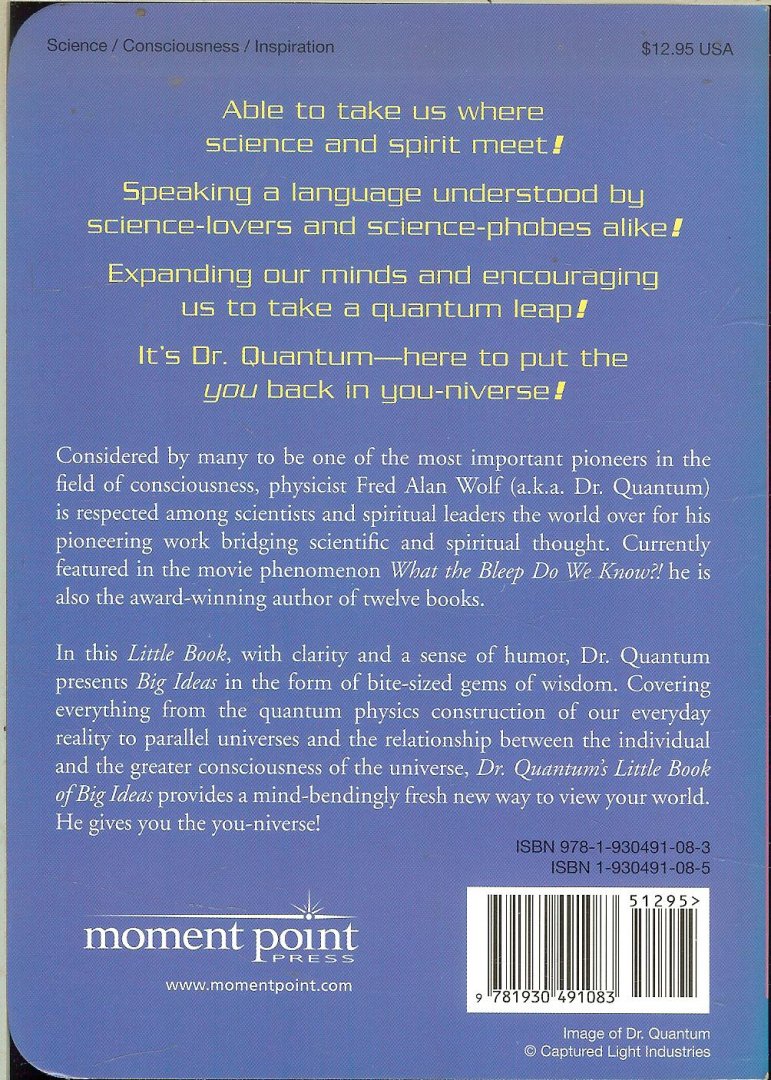 Science / Consciousness / Inspiration
$12.95 USA
Able to take us where
science and spirit meet!
Speaking a language understood by
science-lovers and science-phobes alike!
Expanding our minds and encouraging
us to take a quantum leap!
It's Dr. Quantum—here to put the
you back in you-niverse!
Considered by many to be one of the most important pioneers in the
field of consciousness, physicist Fred Alan Wolf (a.k.a. Dr. Quantum)
is respected among scientists and spiritual leaders the world over for his
pioneering work bridging scientific and spiritual thought. Currently
featured in the movie phenomenon What the Bleep Do We Know?! he is
also the award-winning author of twelve books.
In this Little Book, with clarity and a sense of humor, Dr. Quantum
presents Big Ideas in the form of bite-sized gems of wisdom. Covering
everything from the quantum physics construction of our everyday
reality to parallel universes and the relationship between the individual
and the greater consciousness of the universe, Dr. Quantum's Little Book
of Big Ideas provides a mind-bendingly fresh new way to view your world.
He gives you the you-niverse!
ISBN 978-1-930491-08-3
ISBN 1-930491-08-5
51295>
9 781930 491083
moment point
PRESS
www.momentpoint.com
Image of Dr. Quantum
© Captured Light Industries